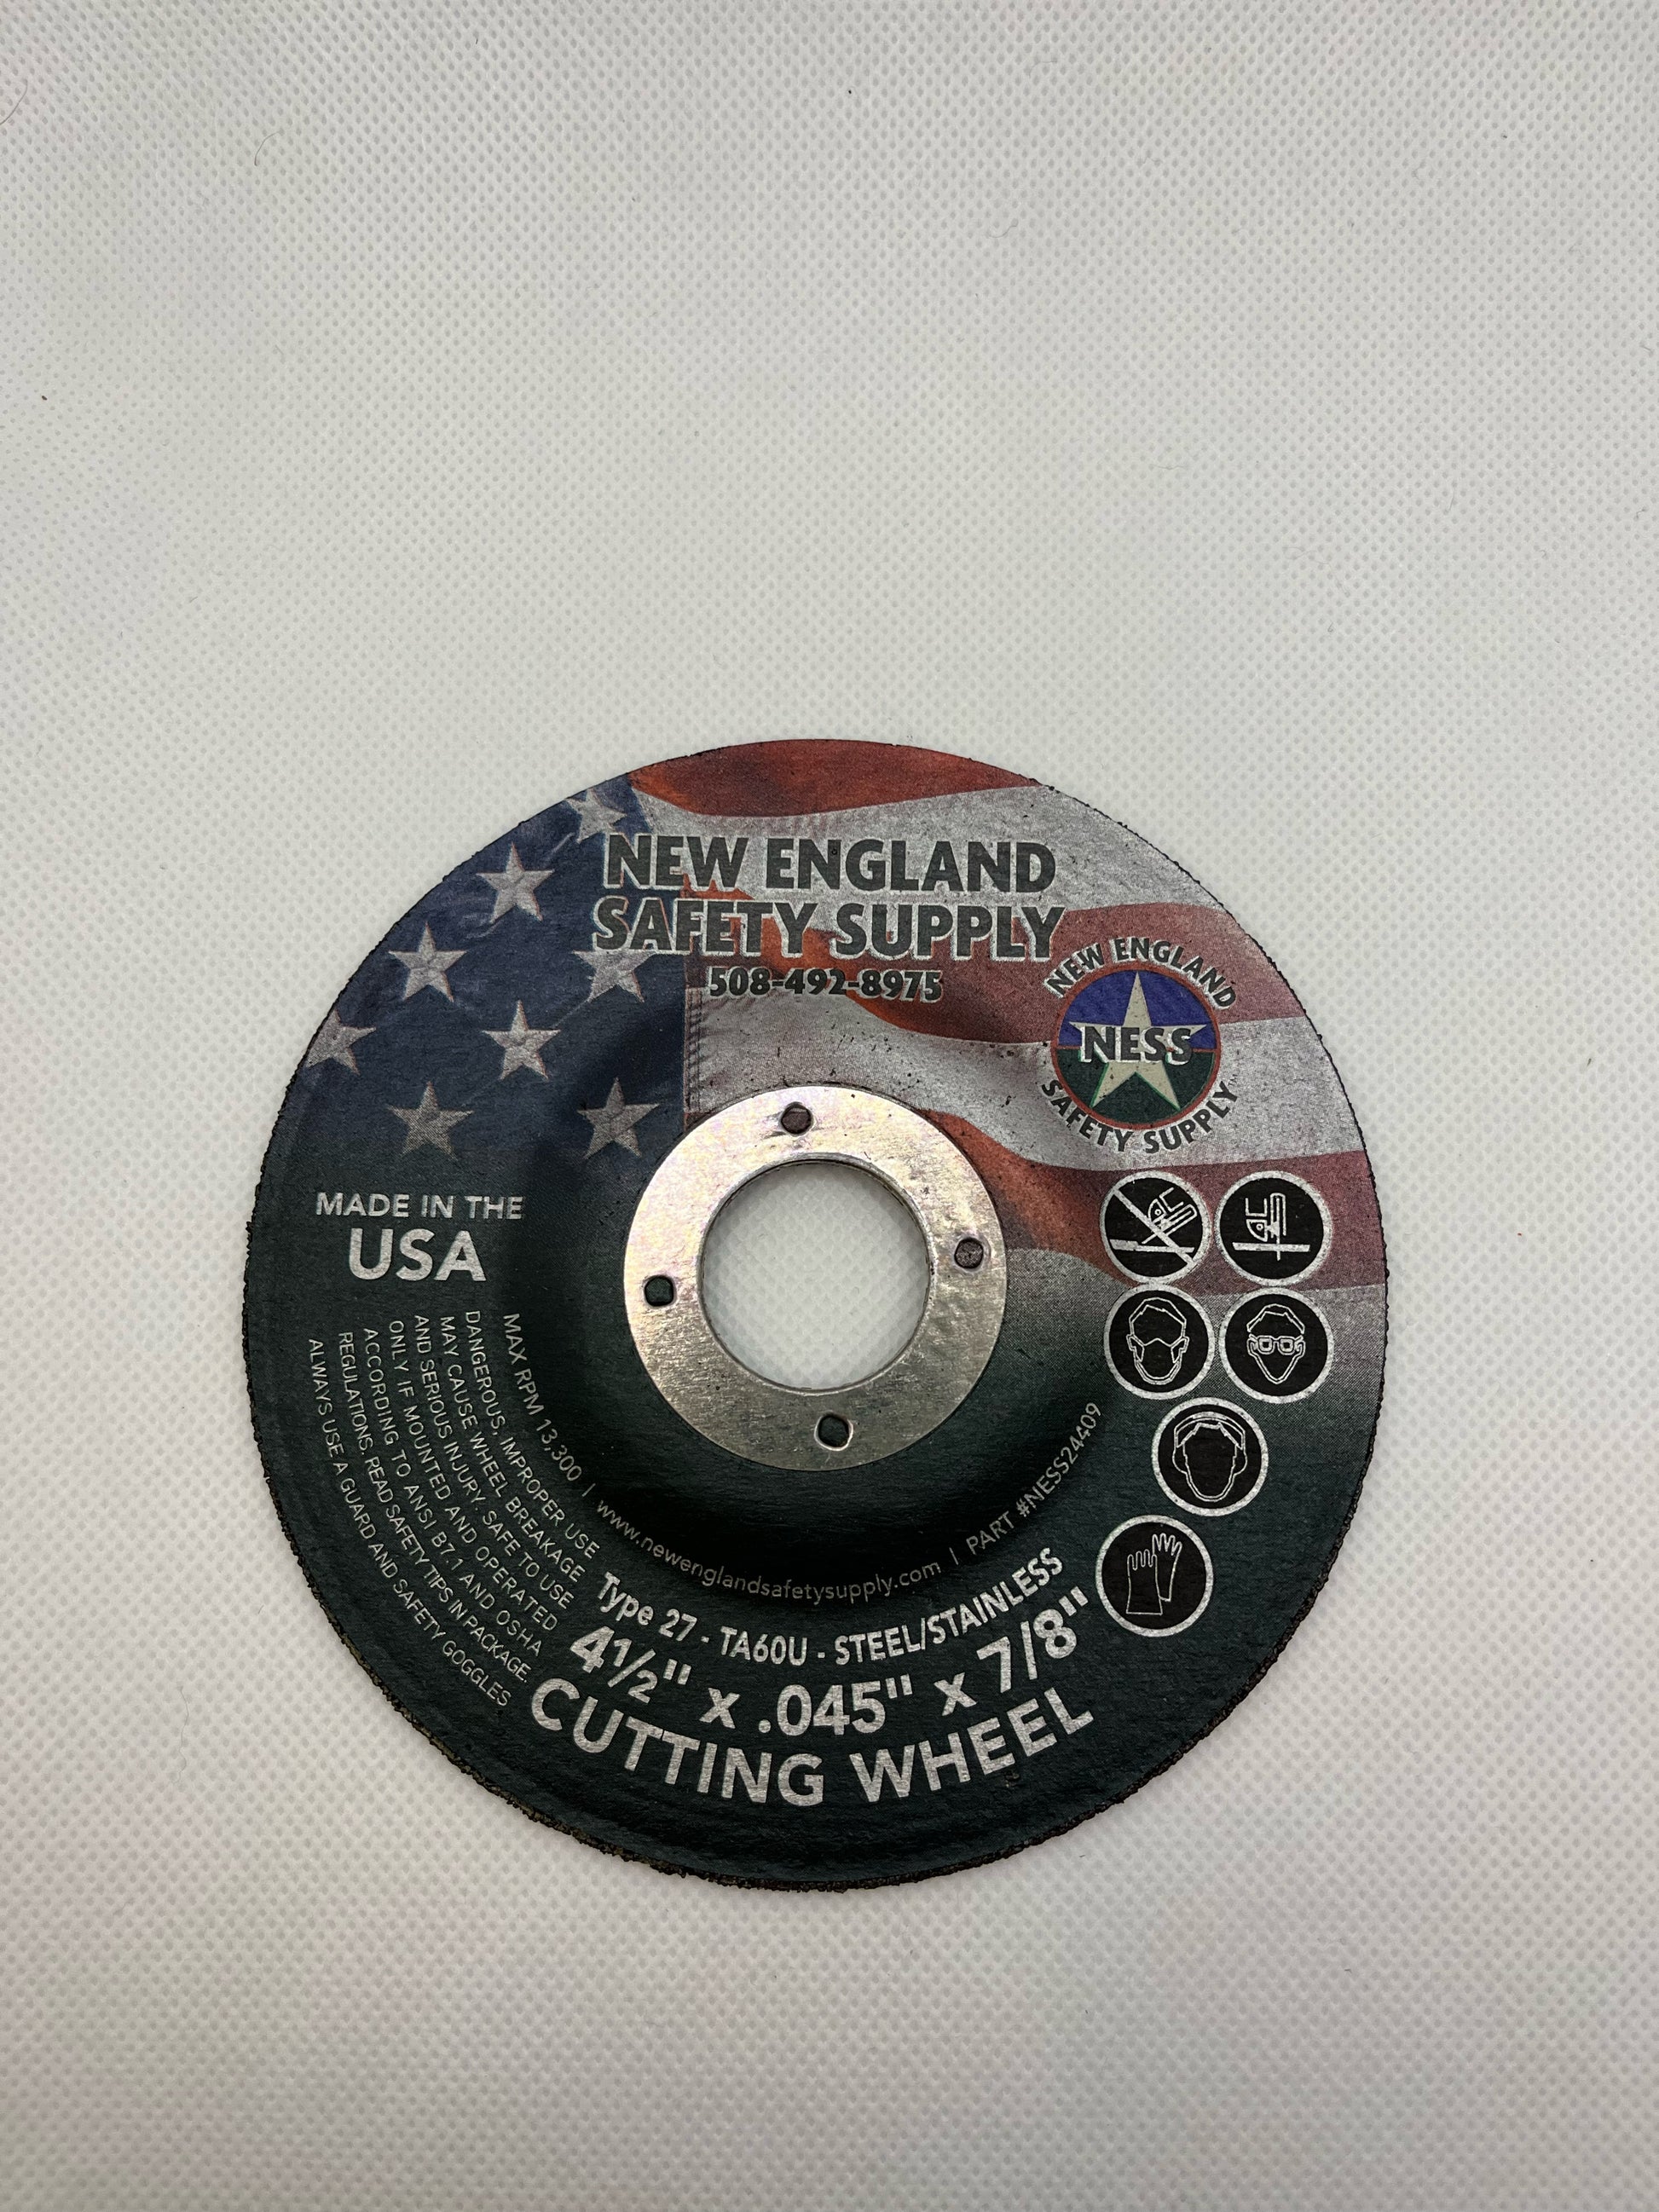 NEW ENGLAND
SAFETY SUPPLY
508-492-8975
NEW ENGLAND
NESS
SAFETY SUPPLY
MADE IN THE
USA
MAX RPM 13,300 | www.newenglandsafetysupply.com | PART #NESS24409
DANGEROUS, IMPROPER USE
MAY CAUSE WHEEL BREAKAGE
AND SERIOUS INJURY. SAFE TO USE
ONLY IF MOUNTED AND OPERATED
ACCORDING TO ANSI B7.1 AND OSHA
REGULATIONS. READ SAFETY TIPS IN PACKAGE.
ALWAYS USE A GUARD AND SAFETY GOGGLES
Type 27 - TA60U - STEEL/STAINLESS
4½" x .045" x 7/8"
CUTTING WHEEL